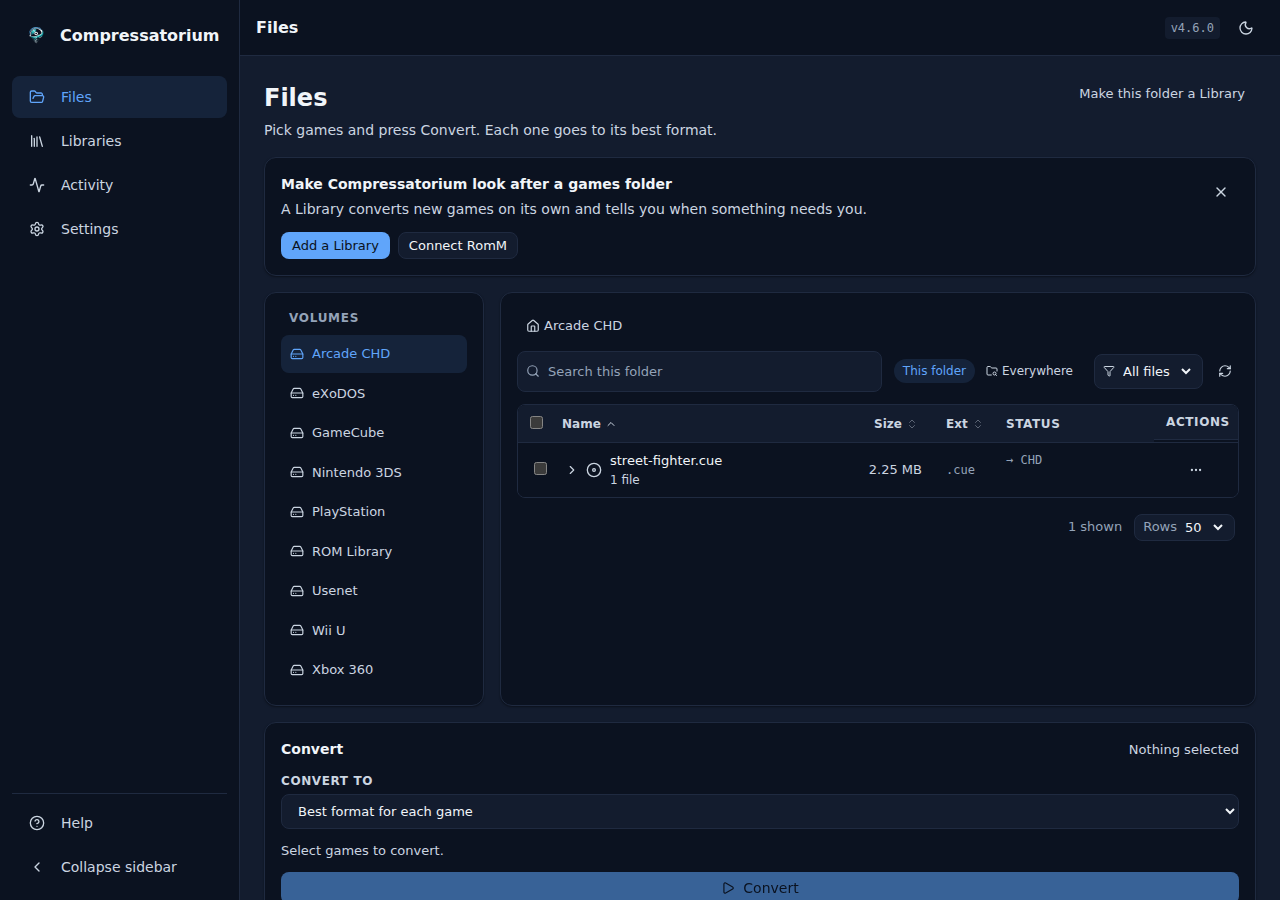 Compressatorium
Files
Libraries
Activity
Settings
Help
Collapse sidebar
Files
v4.6.0
Files
Make this folder a Library
Pick games and press Convert. Each one goes to its best format.
Make Compressatorium look after a games folder
A Library converts new games on its own and tells you when something needs you.
Add a Library
Connect RomM
VOLUMES
Arcade CHD
eXoDOS
GameCube
Nintendo 3DS
PlayStation
ROM Library
Usenet
Wii U
Xbox 360
Arcade CHD
Search this folder
This folder
Everywhere
All files
Name
Size
Ext
STATUS
ACTIONS
street-fighter.cue
1 file
2.25 MB
.cue
→ CHD
1 shown
Rows 50
Convert
Nothing selected
CONVERT TO
Best format for each game
Select games to convert.
Convert